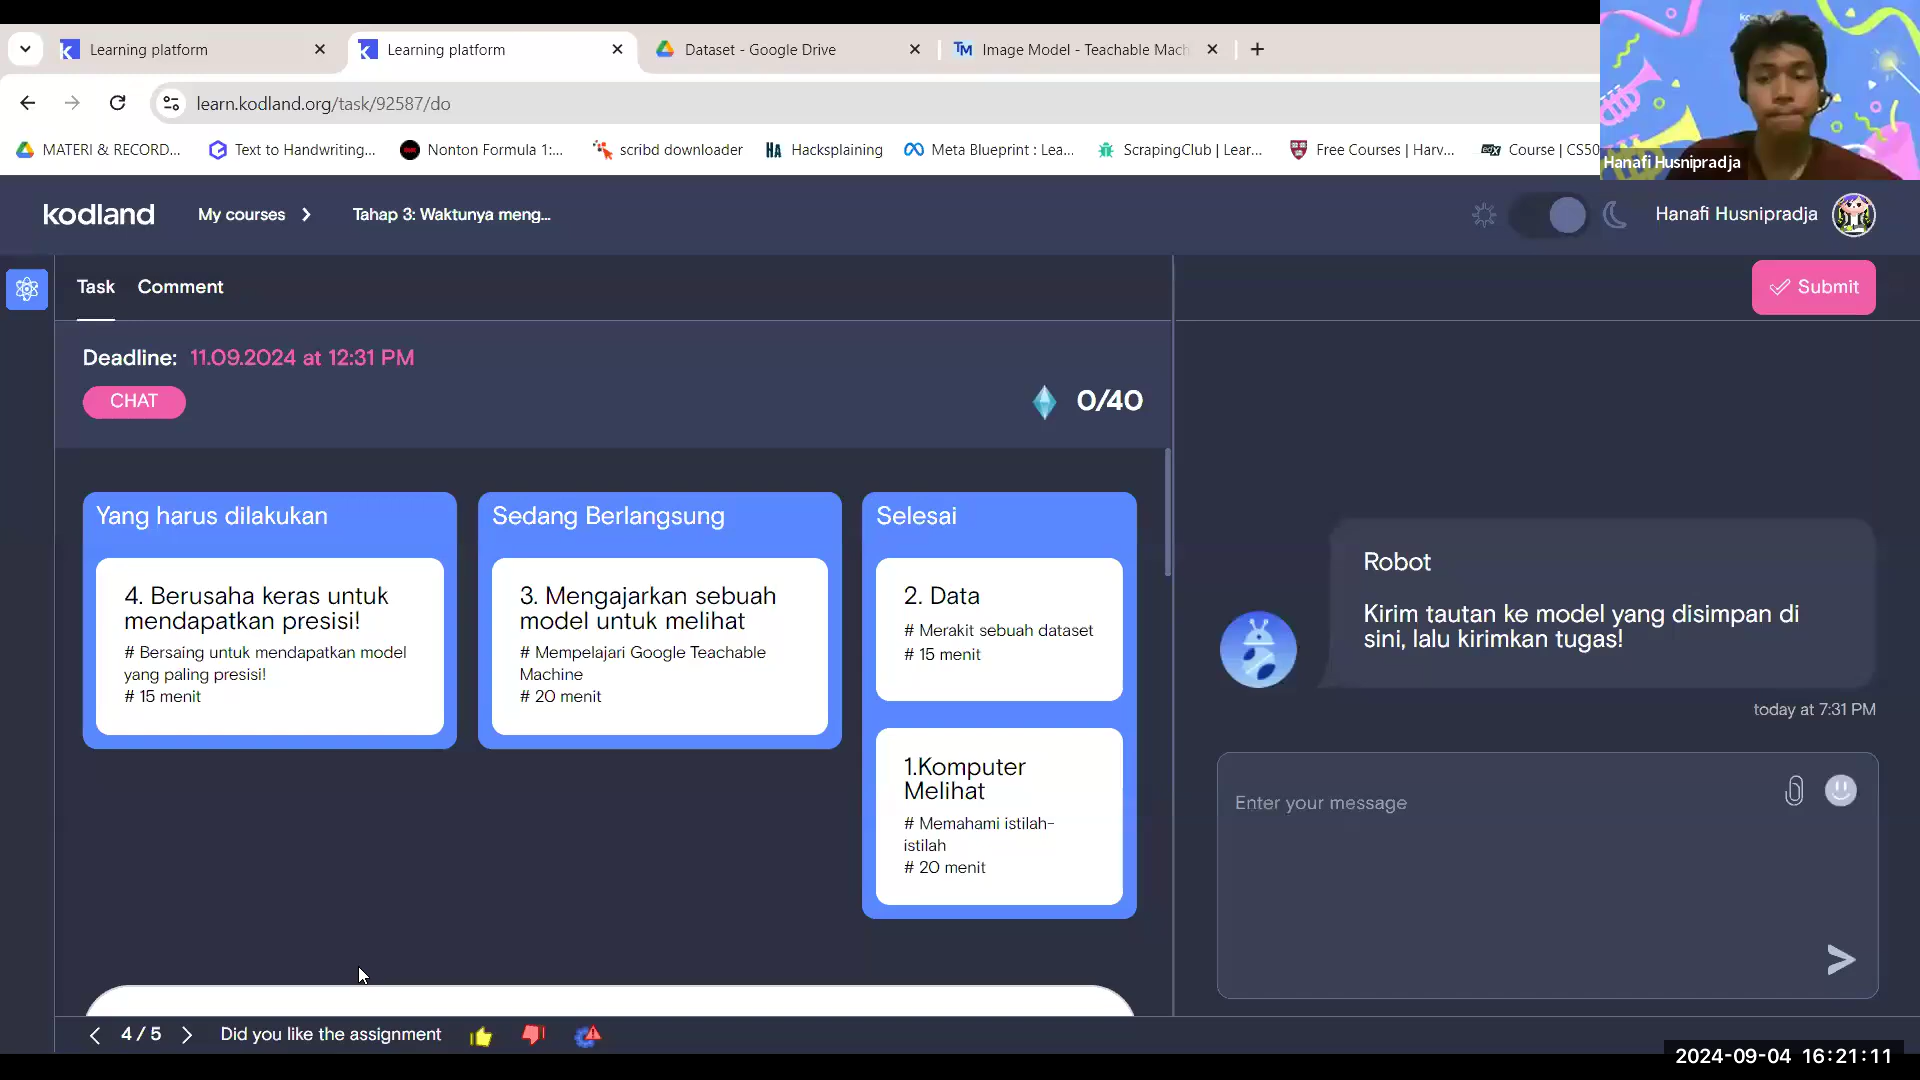 Learning platform
Learning platform
Dataset - Google Drive
Image Model - Teachable Mach
learn.kodland.org/task/92587/do
MATERI & RECORD...
Text to Handwriting...
Nonton Formula 1:...
scribd downloader
HA
Hacksplaining
Meta Blueprint : Lea...
ScrapingClub | Lear...
Free Courses | Harv...
edX
Course | CS50
Hanafi Husnipradja
kodland
My courses
Tahap 3: Waktunya meng...
Hanafi Husnipradja
Task
Comment
Submit
Deadline: 11.09.2024 at 12:31 PM
CHAT
0/40
Yang harus dilakukan
4. Berusaha keras untuk
mendapatkan presisi!
# Bersaing untuk mendapatkan model
yang paling presisi!
# 15 menit
Sedang Berlangsung
3. Mengajarkan sebuah
model untuk melihat
# Mempelajari Google Teachable
Machine
# 20 menit
Selesai
2. Data
# Merakit sebuah dataset
# 15 menit
1.Komputer
Melihat
# Memahami istilah-
istilah
# 20 menit
Robot
Kirim tautan ke model yang disimpan di
sini, lalu kirimkan tugas!
today at 7:31 PM
Enter your message
4 / 5
Did you like the assignment
2024-09-04 16:21:11